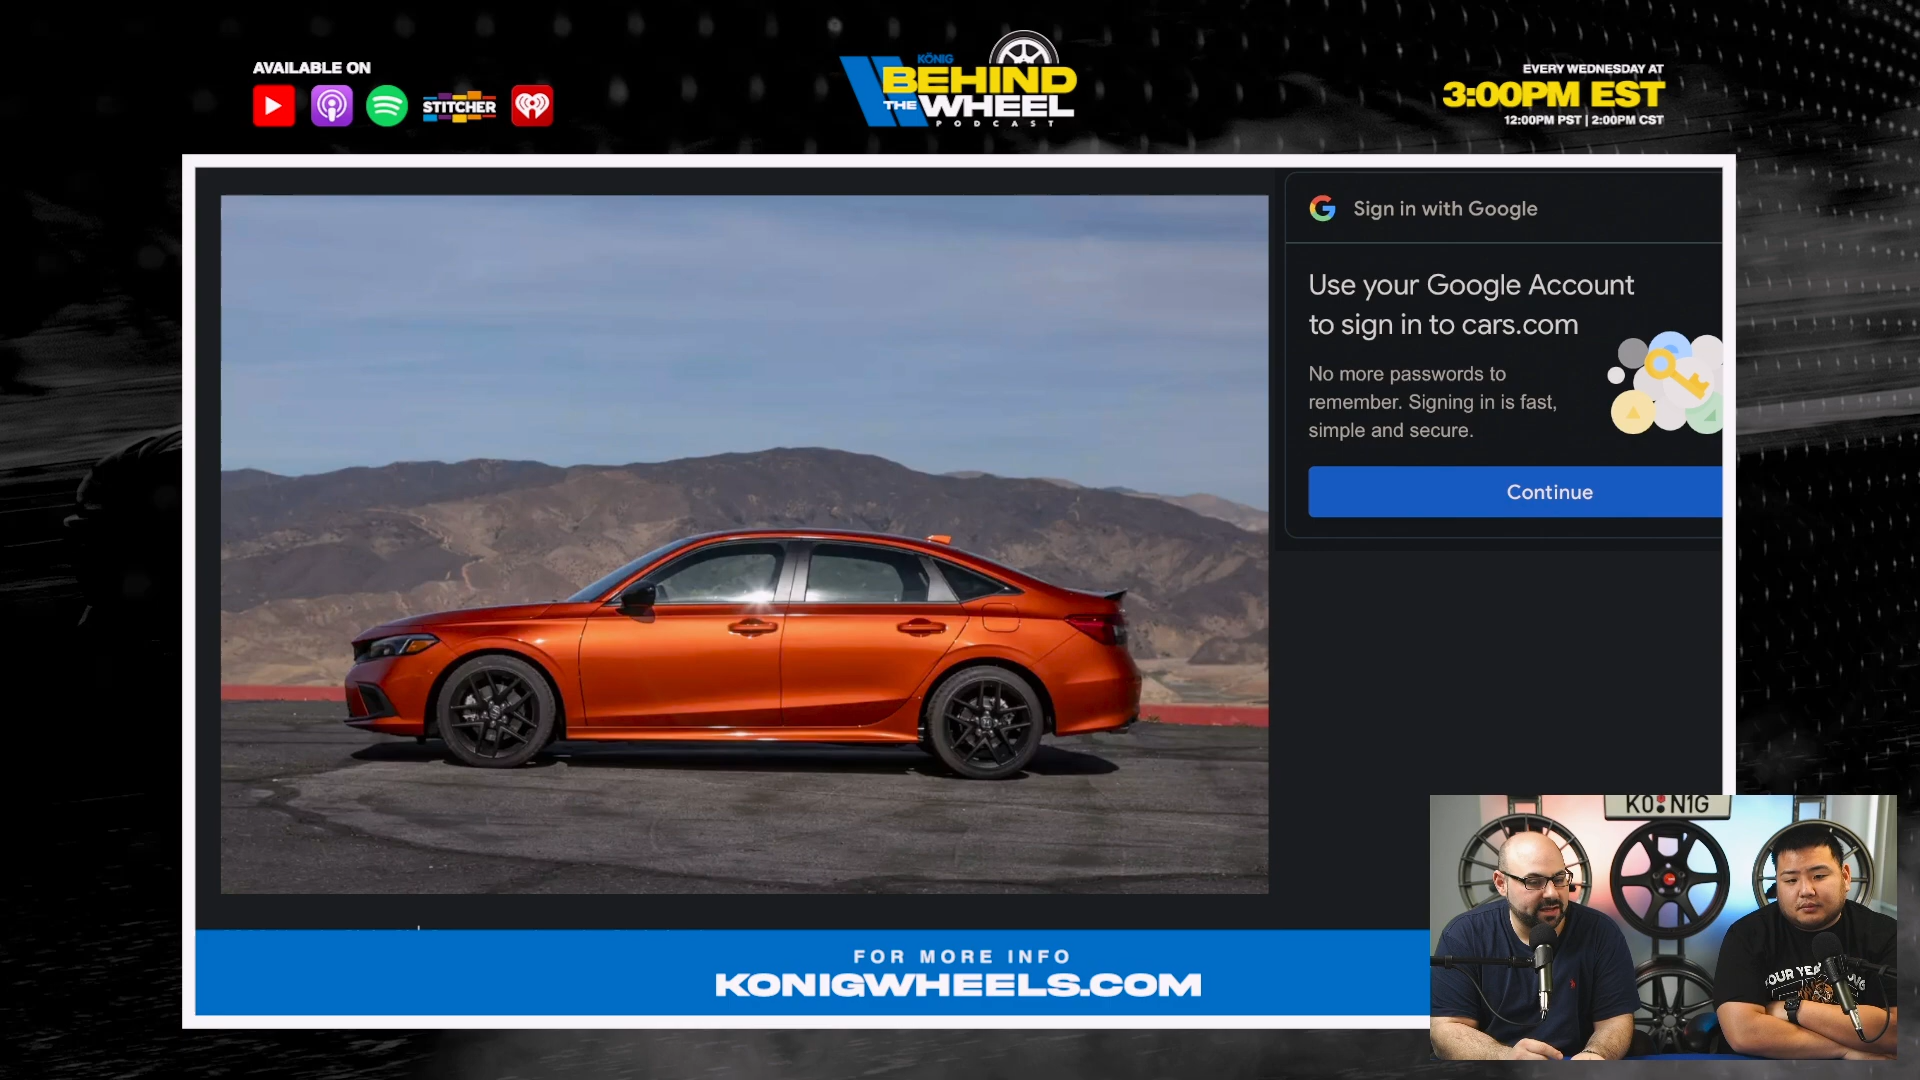 AVAILABLE ON
STITCHER
KÖNIG
BEHIND
THE WHEEL
PODCAST
EVERY WEDNESDAY AT
3:00PM EST
12:00PM PST | 2:00PM CST
Sign in with Google
Use your Google Account
to sign in to cars.com
No more passwords to
remember. Signing in is fast,
simple and secure.
Continue
FOR MORE INFO
KONIGWHEELS.COM
KO NIG